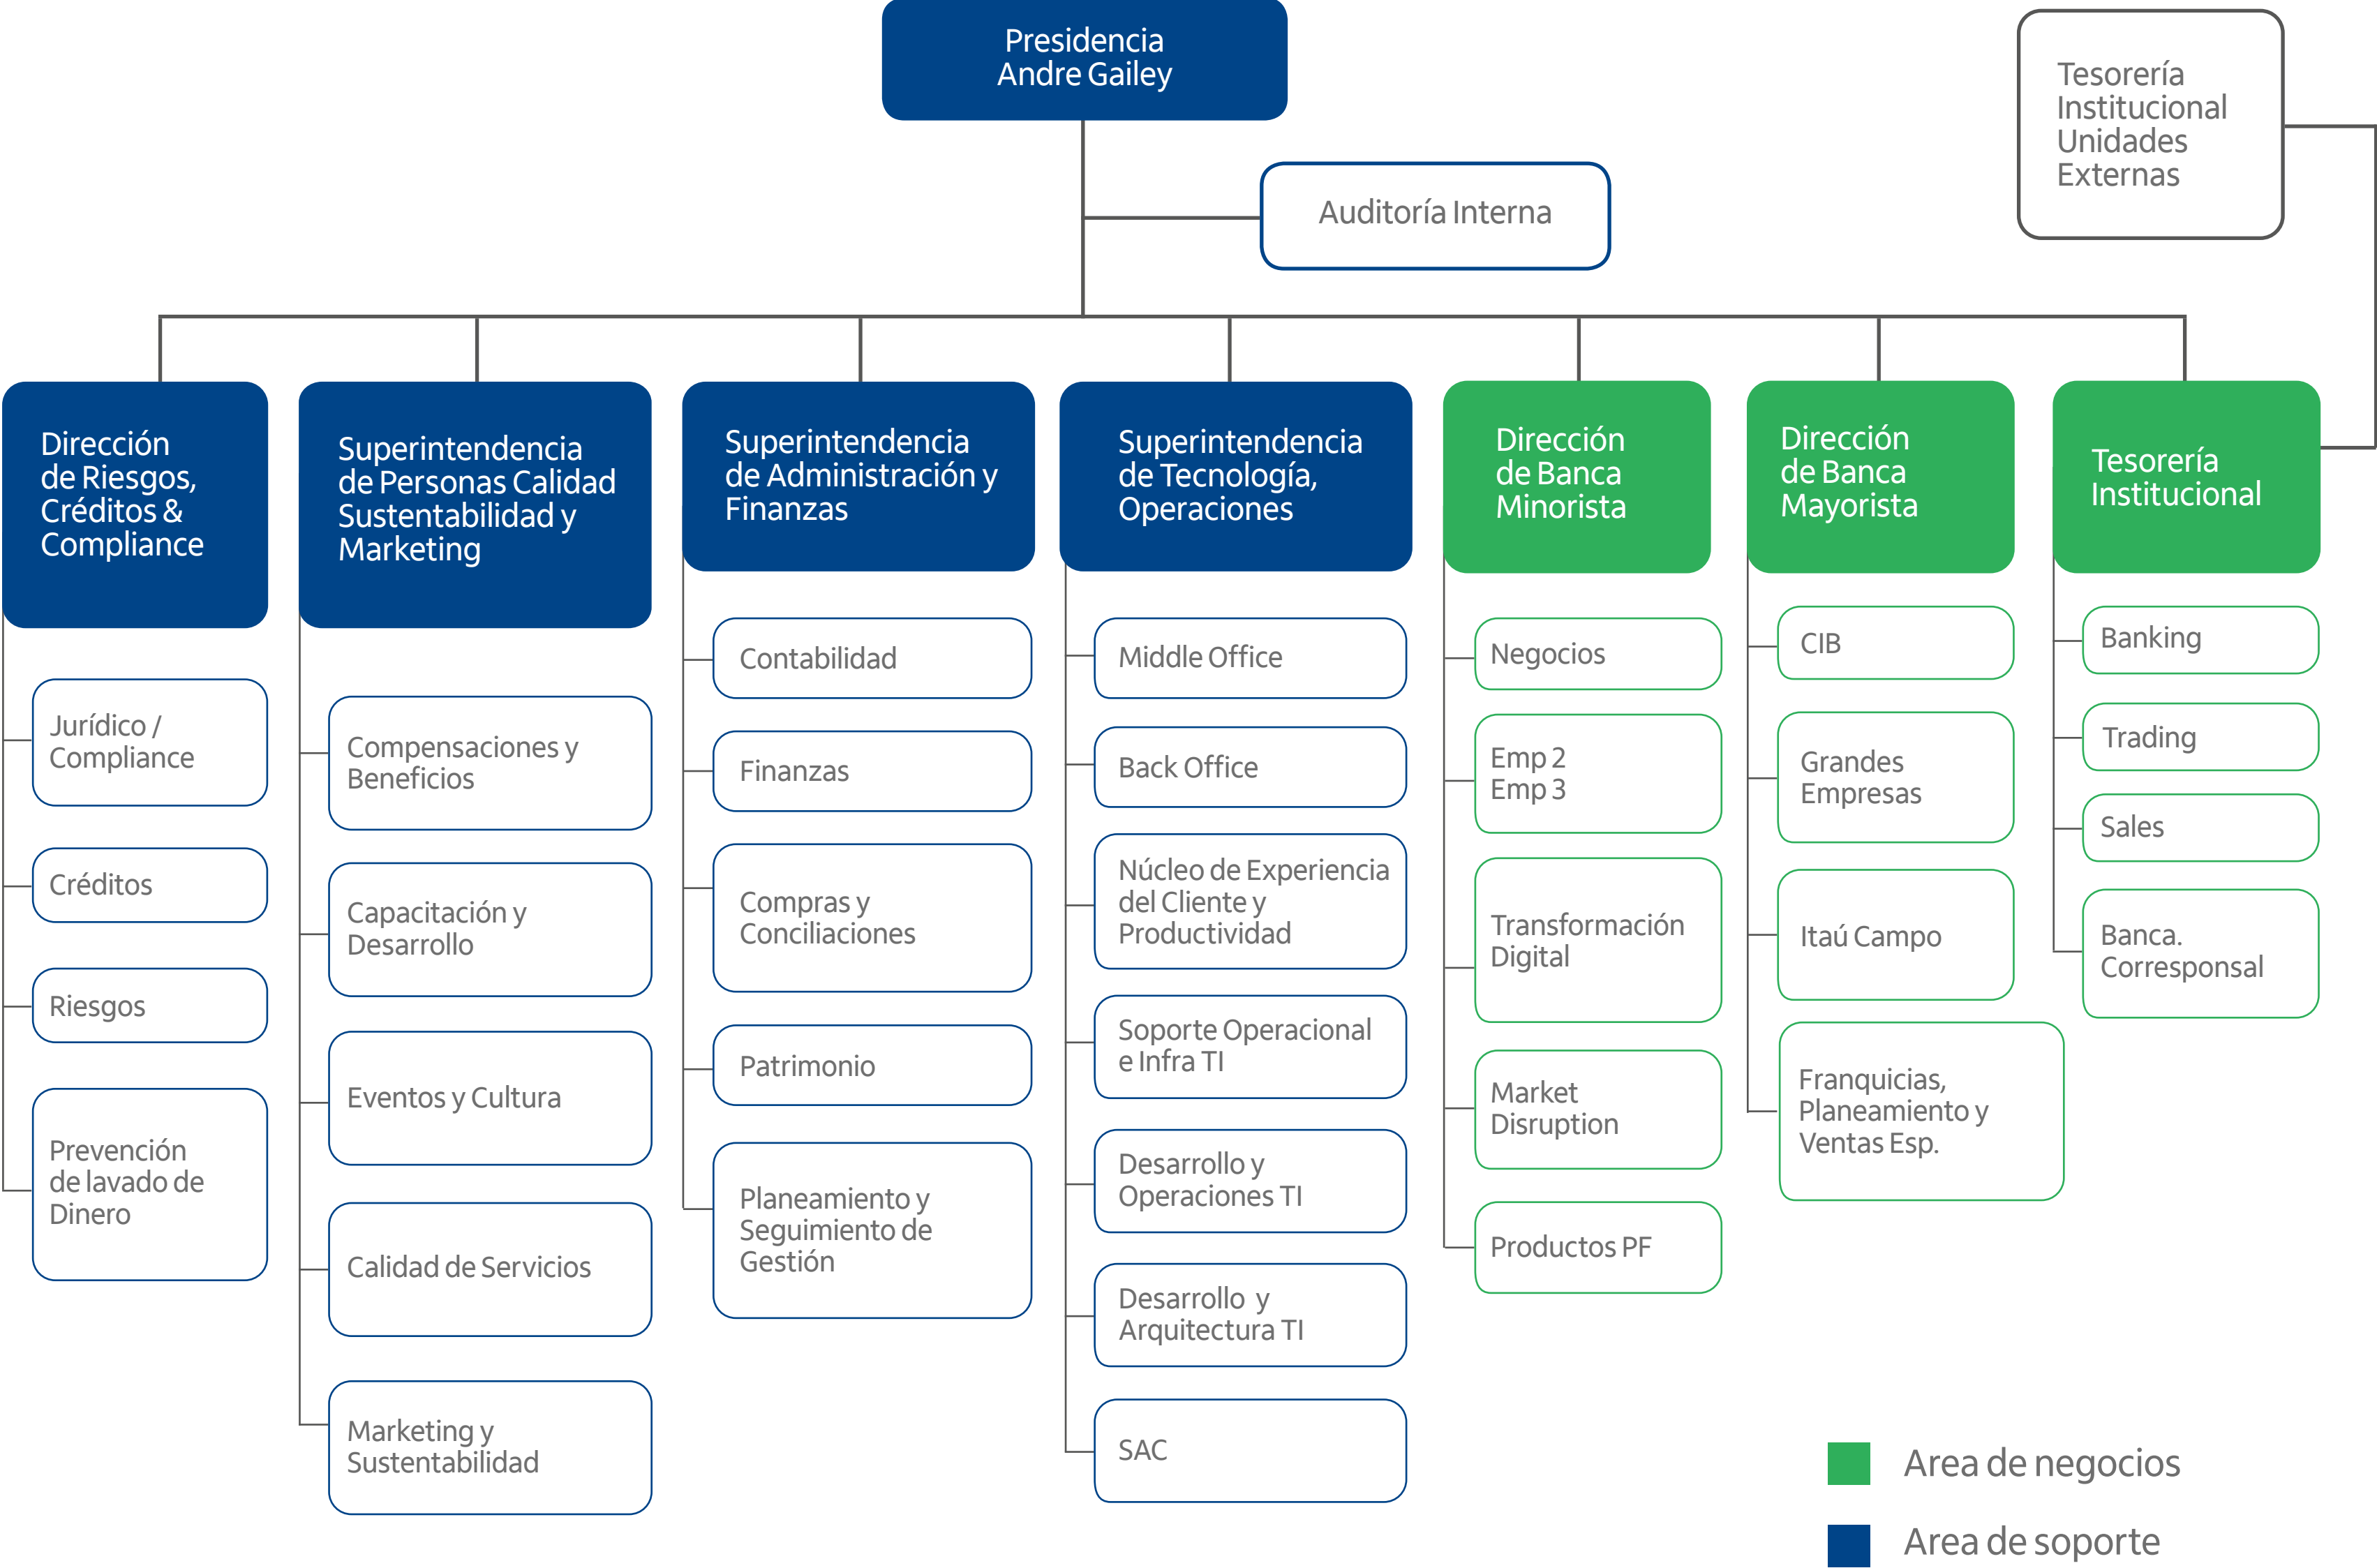 Presidencia
Andre Gailey
Tesorería
Institucional
Unidades
Externas
Auditoría Interna
Dirección
de Riesgos,
Créditos &
Compliance
Jurídico /
Compliance
Créditos
Riesgos
Prevención
de lavado de
Dinero
Superintendencia
de Personas Calidad
Sustentabilidad y
Marketing
Compensaciones y
Beneficios
Capacitación y
Desarrollo
Eventos y Cultura
Calidad de Servicios
Marketing y
Sustentabilidad
Superintendencia
de Administración y
Finanzas
Contabilidad
Finanzas
Compras y
Conciliaciones
Patrimonio
Planeamiento y
Seguimiento de
Gestión
Superintendencia
de Tecnología,
Operaciones
Middle Office
Back Office
Núcleo de Experiencia
del Cliente y
Productividad
Soporte Operacional
e Infra TI
Desarrollo y
Operaciones TI
Desarrollo y
Arquitectura TI
SAC
Dirección
de Banca
Minorista
Negocios
Emp 2
Emp 3
Transformación
Digital
Market
Disruption
Productos PF
Dirección
de Banca
Mayorista
CIB
Grandes
Empresas
Itaú Campo
Franquicias,
Planeamiento y
Ventas Esp.
Tesorería
Institucional
Banking
Trading
Sales
Banca.
Corresponsal
Area de negocios
Area de soporte